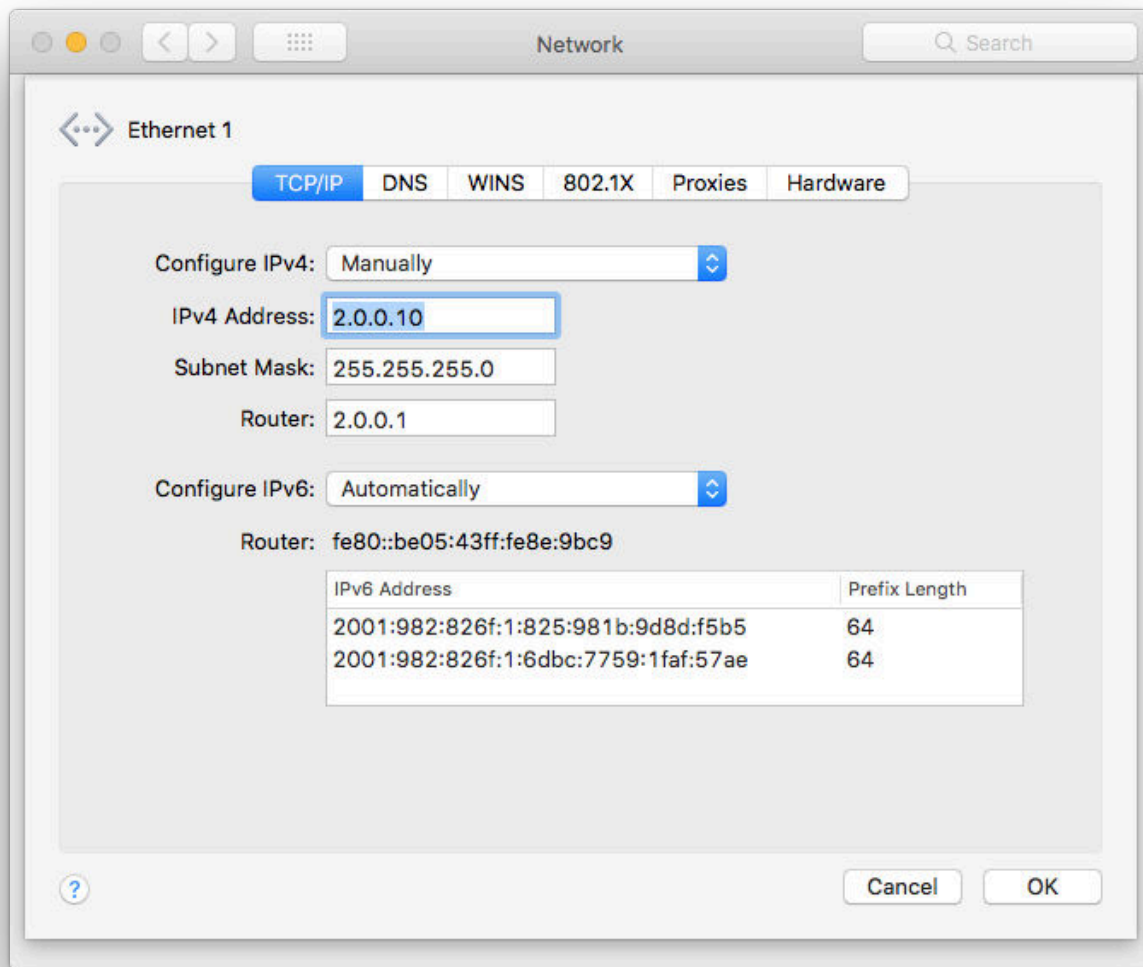 Network
Search
Ethernet 1
TCP/IP DNS WINS 802.1X Proxies Hardware
Configure IPv4: Manually
IPv4 Address: 2.0.0.10
Subnet Mask: 255.255.255.0
Router: 2.0.0.1
Configure IPv6: Automatically
Router: fe80::be05:43ff:fe8e:9bc9
IPv6 Address Prefix Length
2001:982:826f:1:825:981b:9d8d:f5b5 64
2001:982:826f:1:6dbc:7759:1faf:57ae 64
? Cancel OK